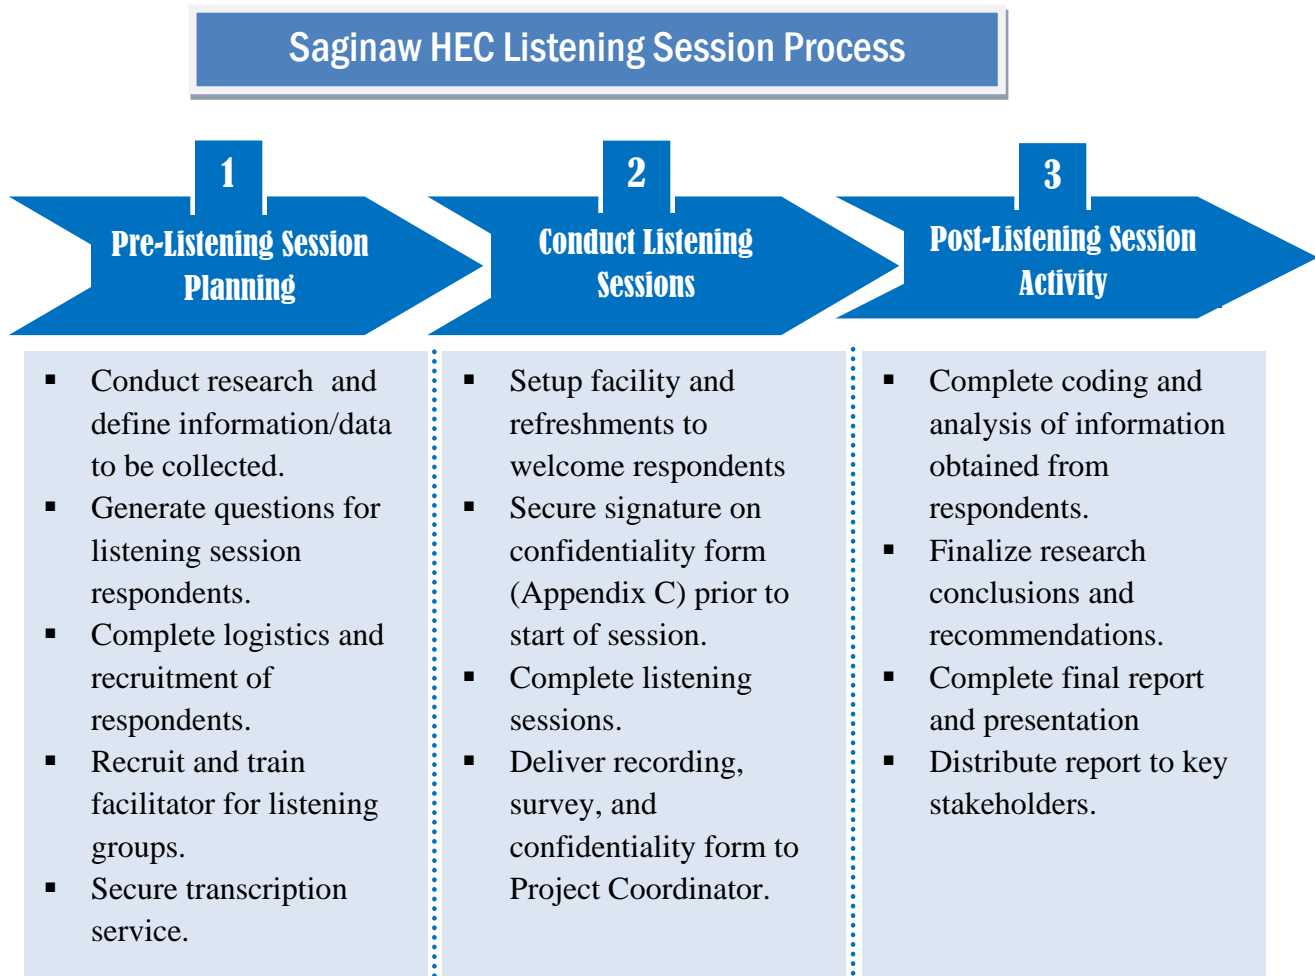 Saginaw HEC Listening Session Process
1
Pre-Listening Session
Planning
▪ Conduct research and
define information/data
to be collected.
▪ Generate questions for
listening session
respondents.
▪ Complete logistics and
recruitment of
respondents.
▪ Recruit and train
facilitator for listening
groups.
▪ Secure transcription
service.
2
Conduct Listening
Sessions
▪ Setup facility and
refreshments to
welcome respondents
▪ Secure signature on
confidentiality form
(Appendix C) prior to
start of session.
▪ Complete listening
sessions.
▪ Deliver recording,
survey, and
confidentiality form to
Project Coordinator.
3
Post-Listening Session
Activity
▪ Complete coding and
analysis of information
obtained from
respondents.
▪ Finalize research
conclusions and
recommendations.
▪ Complete final report
and presentation
▪ Distribute report to key
stakeholders.